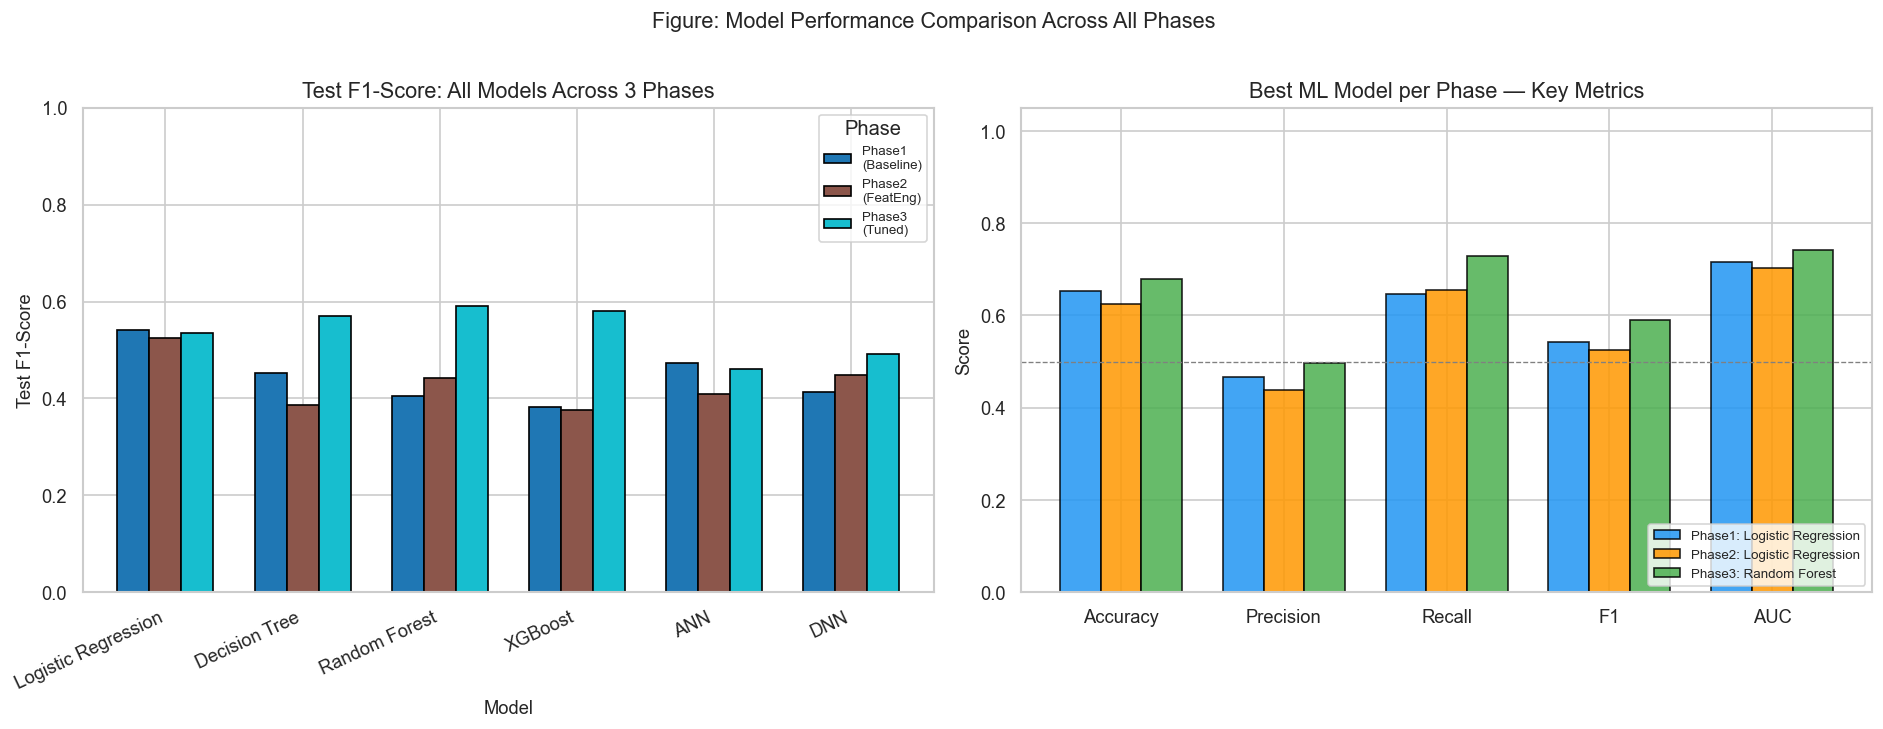 Figure: Model Performance Comparison Across All Phases
Test F1-Score: All Models Across 3 Phases
Test F1-Score
1.0
0.8
0.6
0.4
0.2
0.0
Phase
Phase1
(Baseline)
Phase2
(FeatEng)
Phase3
(Tuned)
Logistic Regression
Decision Tree
Random Forest
XGBoost
ANN
DNN
Model
Best ML Model per Phase — Key Metrics
Score
1.0
0.8
0.6
0.4
0.2
0.0
Phase1: Logistic Regression
Phase2: Logistic Regression
Phase3: Random Forest
Accuracy
Precision
Recall
F1
AUC